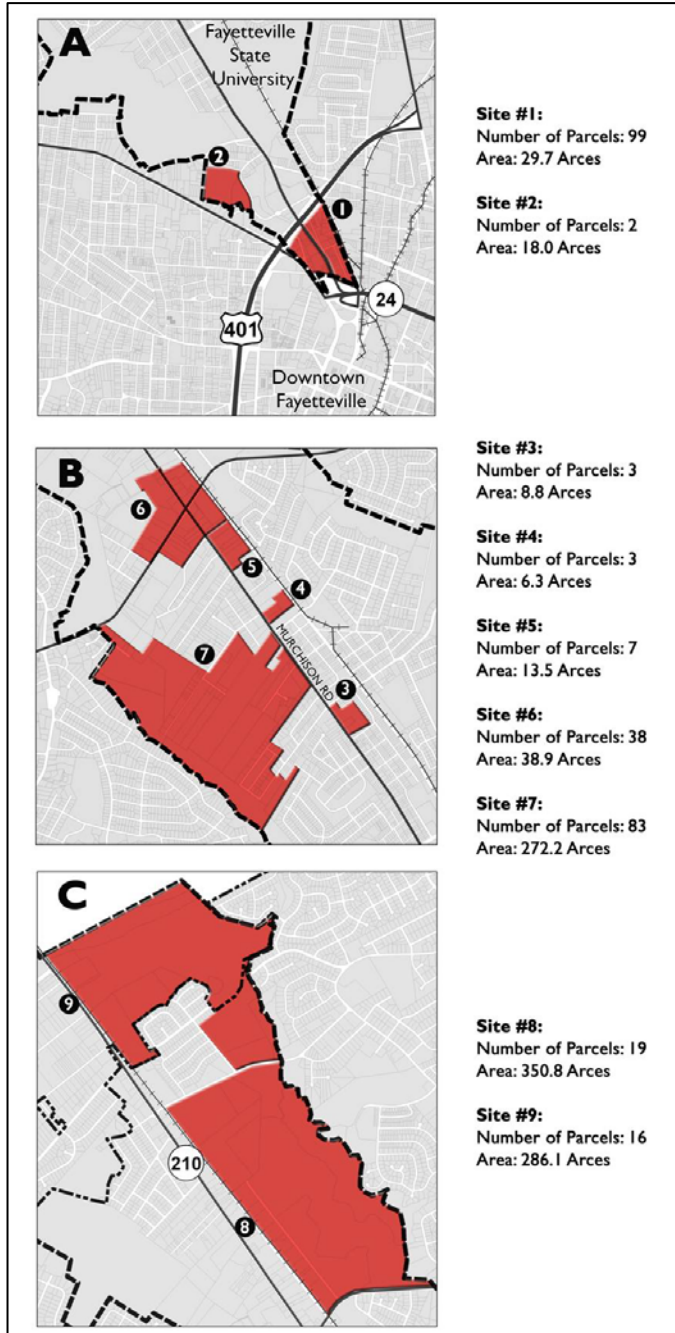 A
Fayetteville
State
University
2
1
24
401
Downtown
Fayetteville
Site #1:
Number of Parcels: 99
Area: 29.7 Arces
Site #2:
Number of Parcels: 2
Area: 18.0 Arces
B
6
5
4
7
MURCHISON RD
3
Site #3:
Number of Parcels: 3
Area: 8.8 Arces
Site #4:
Number of Parcels: 3
Area: 6.3 Arces
Site #5:
Number of Parcels: 7
Area: 13.5 Arces
Site #6:
Number of Parcels: 38
Area: 38.9 Arces
Site #7:
Number of Parcels: 83
Area: 272.2 Arces
C
9
210
8
Site #8:
Number of Parcels: 19
Area: 350.8 Arces
Site #9:
Number of Parcels: 16
Area: 286.1 Arces